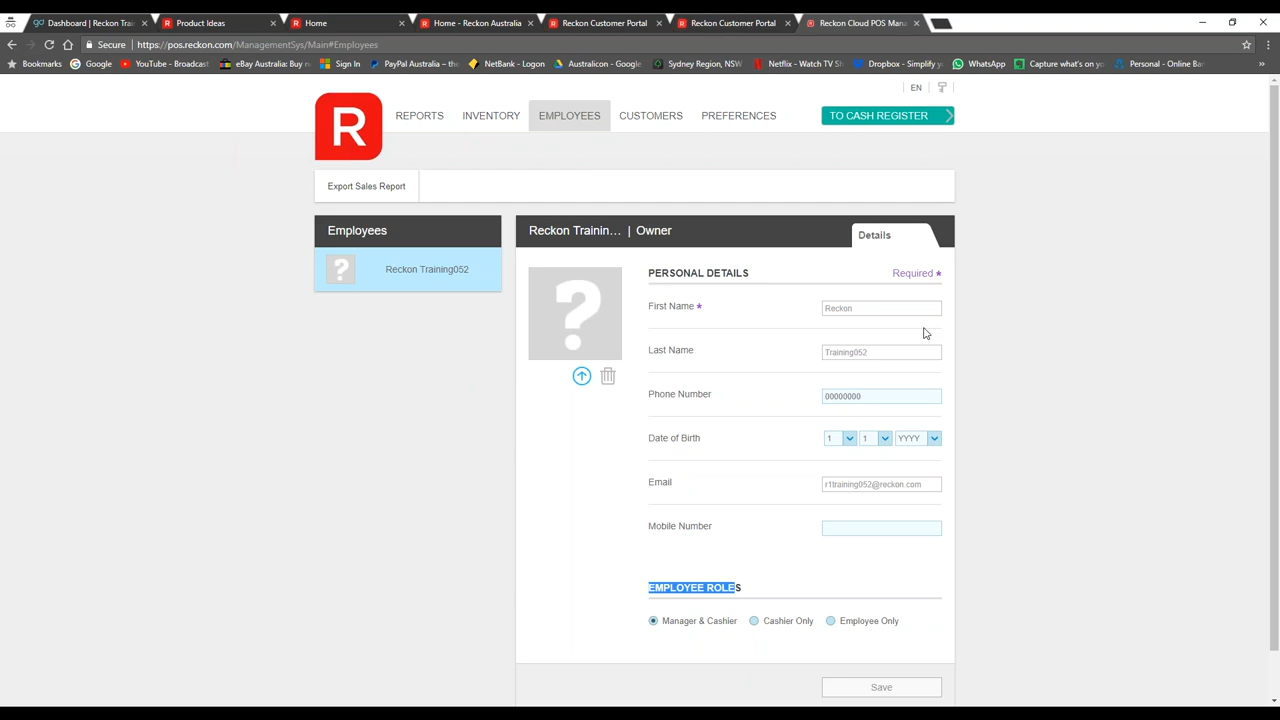 Dashboard | Reckon Trai
Product Ideas
Home
Home - Reckon Australia
Reckon Customer Portal
Reckon Customer Portal
Reckon Cloud POS Man
Secure | https://pos.reckon.com/ManagementSys/Main#Employees
Bookmarks
Google
YouTube - Broadcast
eBay Australia: Buy n
Sign In
PayPal Australia – the
NetBank - Logon
Australicon - Google
Sydney Region, NSW
Netflix - Watch TV Sh
Dropbox - Simplify yo
WhatsApp
Capture what's on yo
Personal - Online Ban
»
EN
R
REPORTS
INVENTORY
EMPLOYEES
CUSTOMERS
PREFERENCES
TO CASH REGISTER
Export Sales Report
Employees
? Reckon Training052
Reckon Trainin… | Owner
Details
?
PERSONAL DETAILS
Required *
First Name *
Reckon
Last Name
Training052
Phone Number
00000000
Date of Birth
1 1 YYYY
Email
r1training052@reckon.com
Mobile Number
EMPLOYEE ROLES
Manager & Cashier
Cashier Only
Employee Only
Save